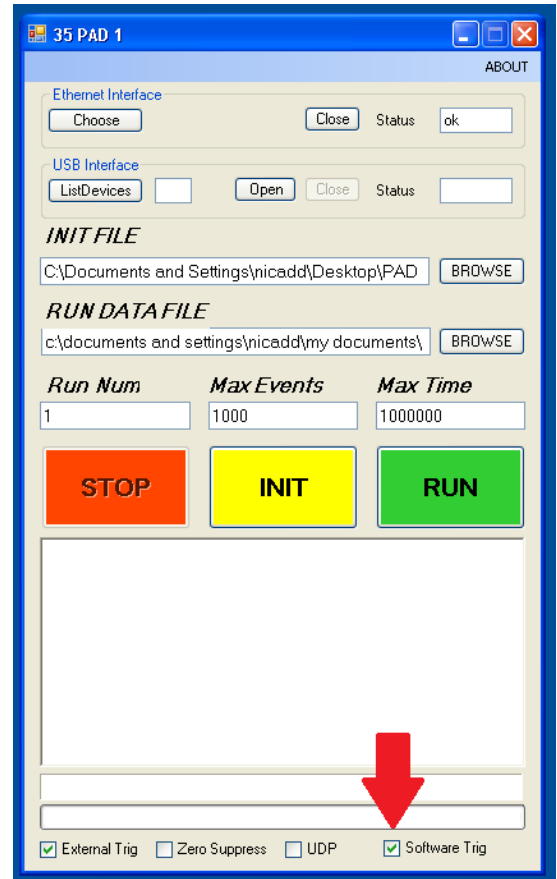 35 PAD 1
ABOUT
Ethernet Interface
Choose Close Status ok
USB Interface
ListDevices Open Close Status
INIT FILE
C:\Documents and Settings\nicadd\Desktop\PAD BROWSE
RUN DATA FILE
c:\documents and settings\nicadd\my documents\ BROWSE
Run Num Max Events Max Time
1 1000 1000000
STOP INIT RUN
External Trig Zero Suppress UDP Software Trig